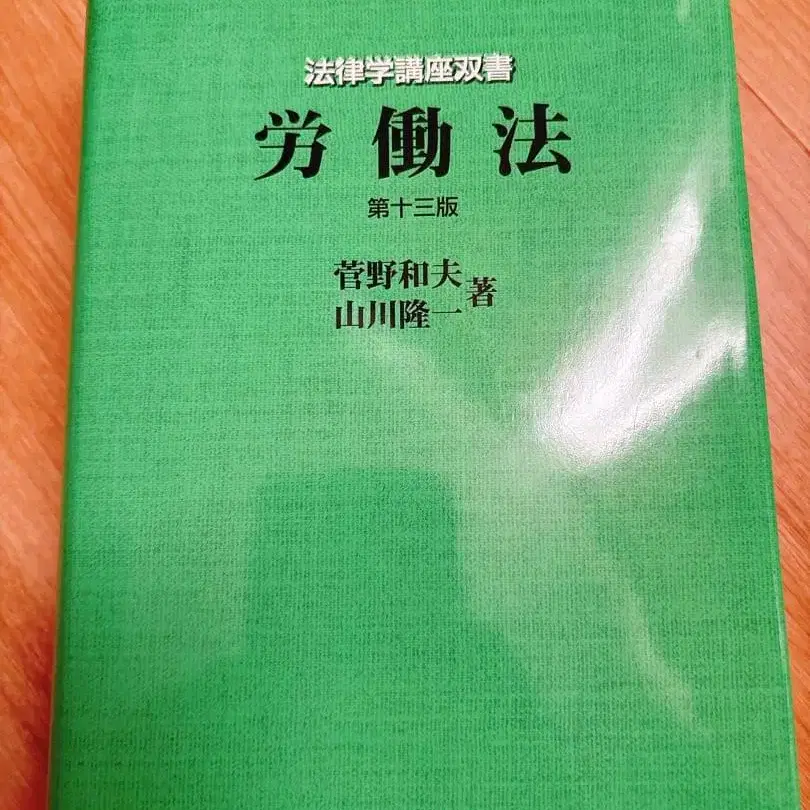 法律学講座双書
労働法
第十三版
菅野和夫
山川隆一
著